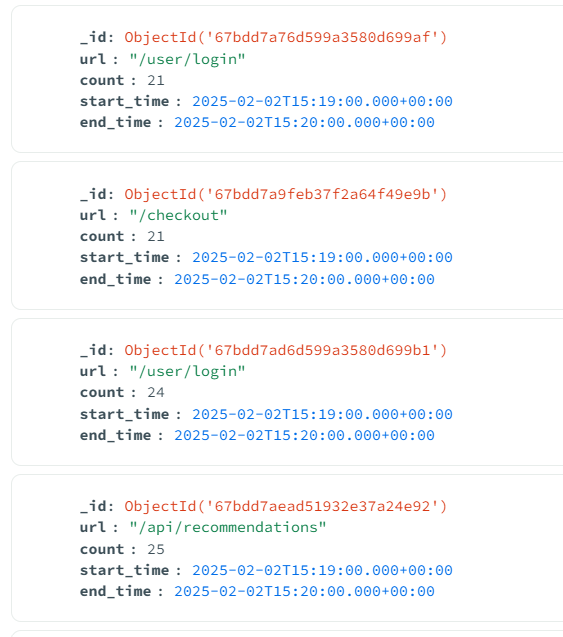 _id: ObjectId('67bdd7a76d599a3580d699af')
url : "/user/login"
count : 21
start_time : 2025-02-02T15:19:00.000+00:00
end_time : 2025-02-02T15:20:00.000+00:00
_id: ObjectId('67bdd7a9feb37f2a64f49e9b')
url : "/checkout"
count : 21
start_time : 2025-02-02T15:19:00.000+00:00
end_time : 2025-02-02T15:20:00.000+00:00
_id: ObjectId('67bdd7ad6d599a3580d699b1')
url : "/user/login"
count : 24
start_time : 2025-02-02T15:19:00.000+00:00
end_time : 2025-02-02T15:20:00.000+00:00
_id: ObjectId('67bdd7aead51932e37a24e92')
url : "/api/recommendations"
count : 25
start_time : 2025-02-02T15:19:00.000+00:00
end_time : 2025-02-02T15:20:00.000+00:00